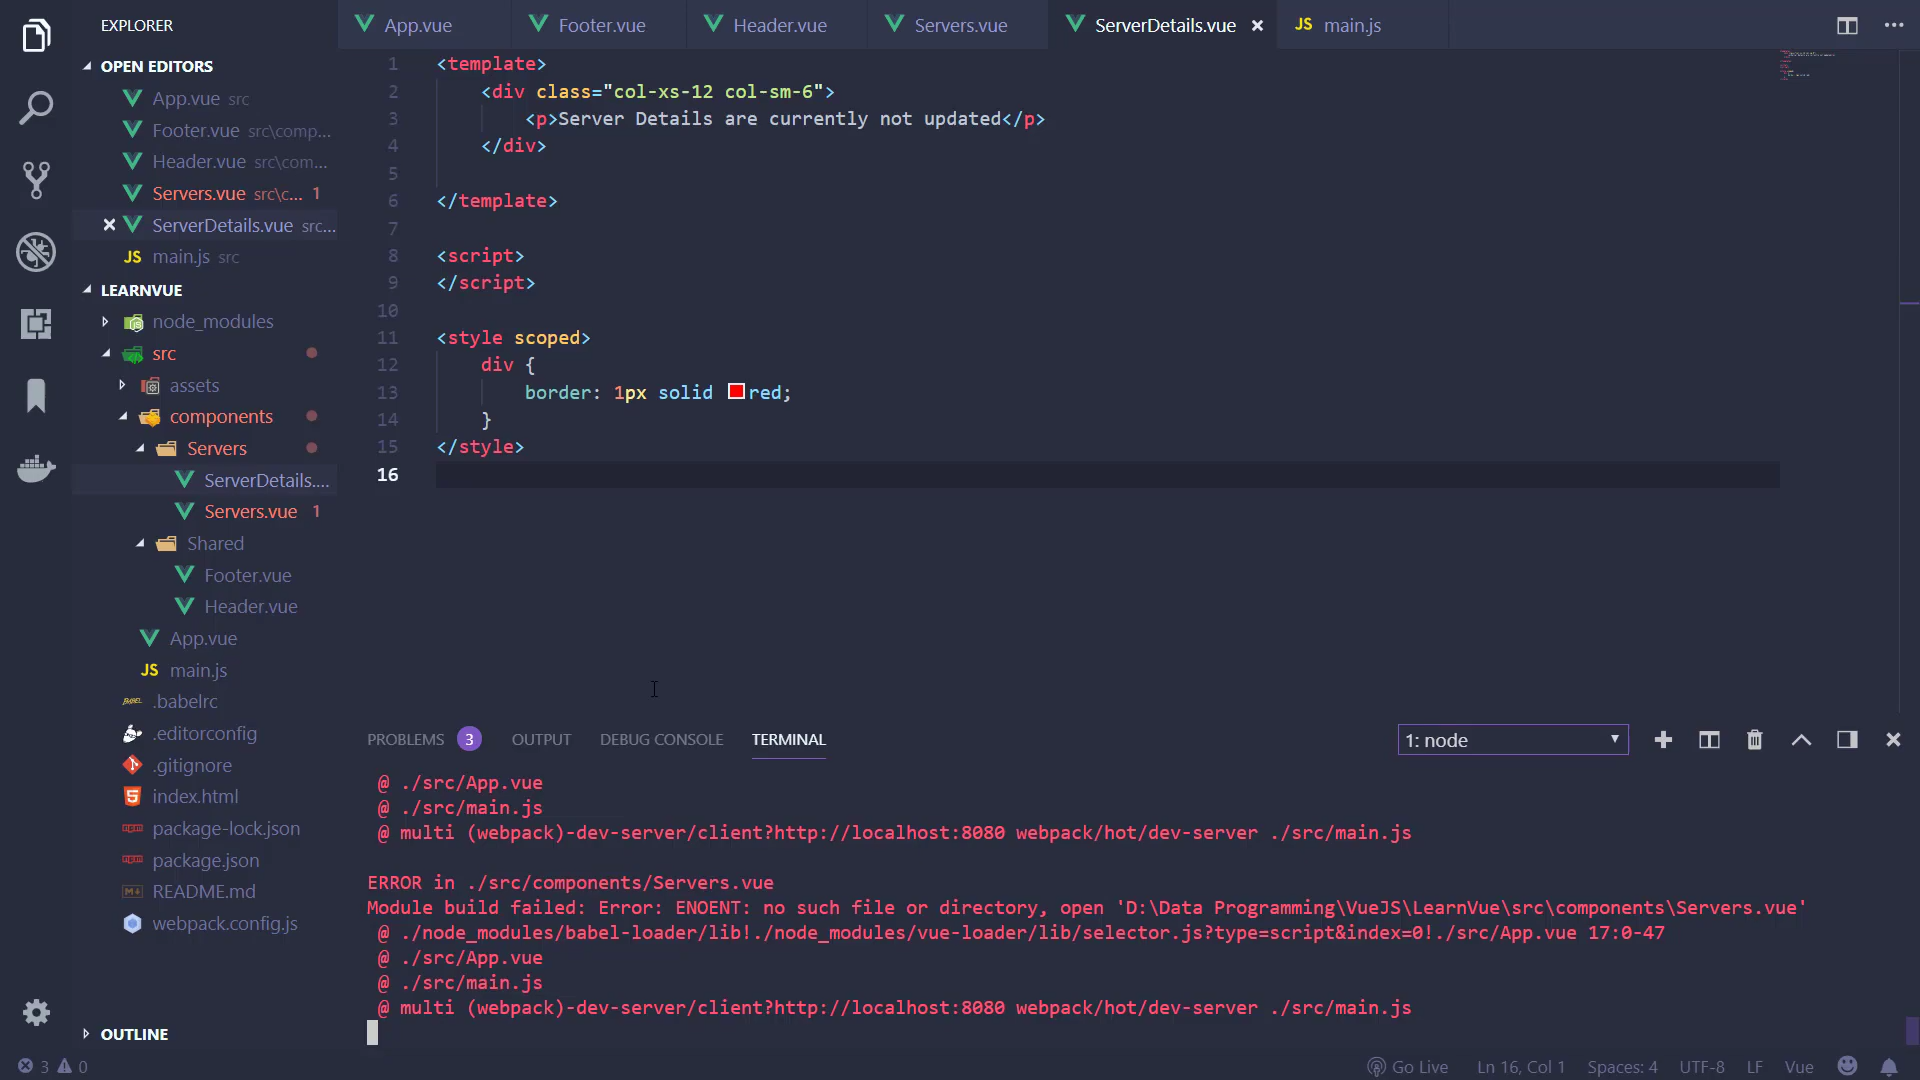 EXPLORER
OPEN EDITORS
App.vue src
Footer.vue src\comp...
Header.vue src\com...
Servers.vue src\c... 1
ServerDetails.vue src...
JS main.js src
LEARNVUE
node_modules
src
assets
components
Servers
ServerDetails....
Servers.vue 1
Shared
Footer.vue
Header.vue
App.vue
JS main.js
BABEL .babelrc
.editorconfig
.gitignore
5 index.html
npm package-lock.json
npm package.json
M README.md
webpack.config.js
OUTLINE
App.vue
Footer.vue
Header.vue
Servers.vue
ServerDetails.vue
JS main.js
1 <template>
2 <div class="col-xs-12 col-sm-6">
3 <p>Server Details are currently not updated</p>
4 </div>
5
6 </template>
7
8 <script>
9 </script>
10
11 <style scoped>
12 div {
13 border: 1px solid red;
14 }
15 </style>
16
PROBLEMS 3 OUTPUT DEBUG CONSOLE TERMINAL
1: node
@ ./src/App.vue
@ ./src/main.js
@ multi (webpack)-dev-server/client?http://localhost:8080 webpack/hot/dev-server ./src/main.js
ERROR in ./src/components/Servers.vue
Module build failed: Error: ENOENT: no such file or directory, open 'D:\Data Programming\VueJS\LearnVue\src\components\Servers.vue'
@ ./node_modules/babel-loader/lib!./node_modules/vue-loader/lib/selector.js?type=script&index=0!./src/App.vue 17:0-47
@ ./src/App.vue
@ ./src/main.js
@ multi (webpack)-dev-server/client?http://localhost:8080 webpack/hot/dev-server ./src/main.js
3 0
Go Live Ln 16, Col 1 Spaces: 4 UTF-8 LF Vue